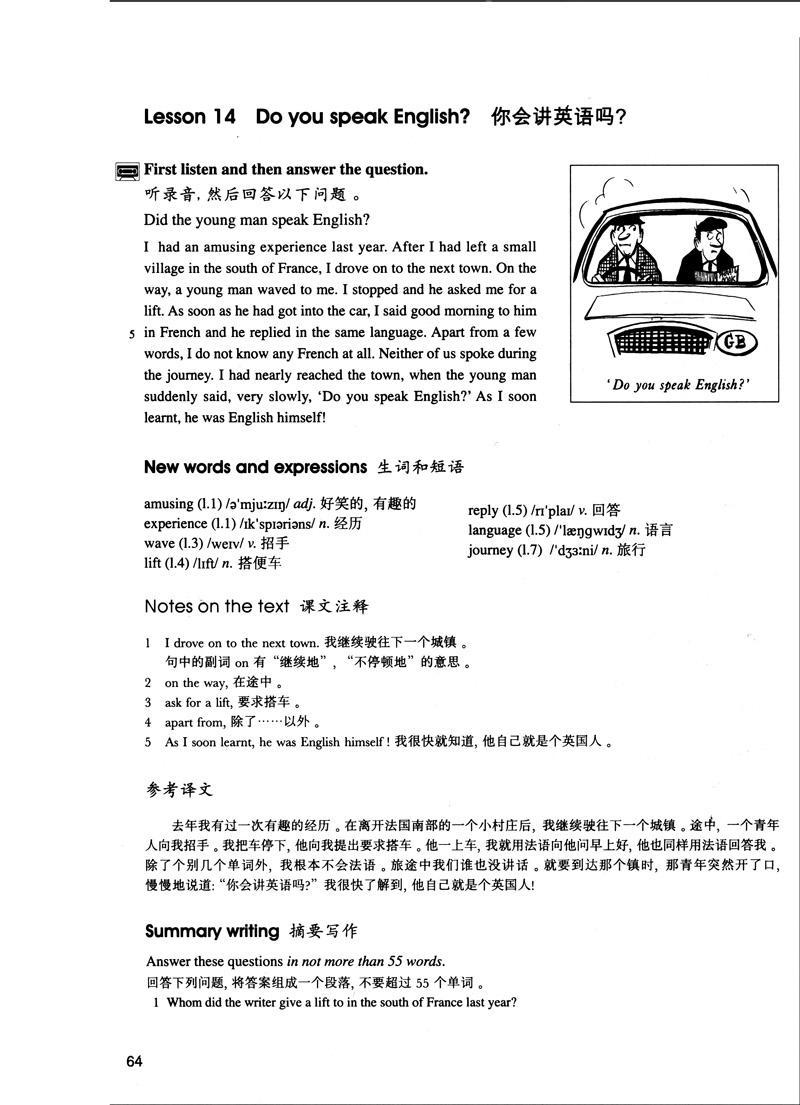 Lesson 14 Do you speak English? 你会讲英语吗?
First listen and then answer the question.
听录音, 然后回答以下问题 。
Did the young man speak English?
I had an amusing experience last year. After I had left a small
village in the south of France, I drove on to the next town. On the
way, a young man waved to me. I stopped and he asked me for a
lift. As soon as he had got into the car, I said good morning to him
5 in French and he replied in the same language. Apart from a few
words, I do not know any French at all. Neither of us spoke during
the journey. I had nearly reached the town, when the young man
suddenly said, very slowly, ‘Do you speak English?’ As I soon
learnt, he was English himself!
GB
‘Do you speak English?’
New words and expressions 生词和短语
amusing (l.1) /ə'mju:zɪŋ/ adj. 好笑的, 有趣的
experience (l.1) /ɪk'spɪəriəns/ n. 经历
wave (l.3) /weɪv/ v. 招手
lift (l.4) /lɪft/ n. 搭便车
reply (l.5) /rɪ'plaɪ/ v. 回答
language (l.5) /'læŋgwɪdʒ/ n. 语言
journey (l.7) /'dʒɜ:ni/ n. 旅行
Notes on the text 课文注释
1 I drove on to the next town. 我继续驶往下一个城镇 。
句中的副词 on 有“继续地”, “不停顿地”的意思 。
2 on the way, 在途中 。
3 ask for a lift, 要求搭车 。
4 apart from, 除了……以外 。
5 As I soon learnt, he was English himself! 我很快就知道, 他自己就是个英国人 。
参考译文
去年我有过一次有趣的经历 。在离开法国南部的一个小村庄后, 我继续驶往下一个城镇 。途中, 一个青年
人向我招手 。我把车停下, 他向我提出要求搭车 。他一上车, 我就用法语向他问早上好, 他也同样用法语回答我 。
除了个别几个单词外, 我根本不会法语 。旅途中我们谁也没讲话 。就要到达那个镇时, 那青年突然开了口,
慢慢地说道: “你会讲英语吗?” 我很快了解到, 他自己就是个英国人!
Summary writing 摘要写作
Answer these questions in not more than 55 words.
回答下列问题, 将答案组成一个段落, 不要超过 55 个单词 。
1 Whom did the writer give a lift to in the south of France last year?
64